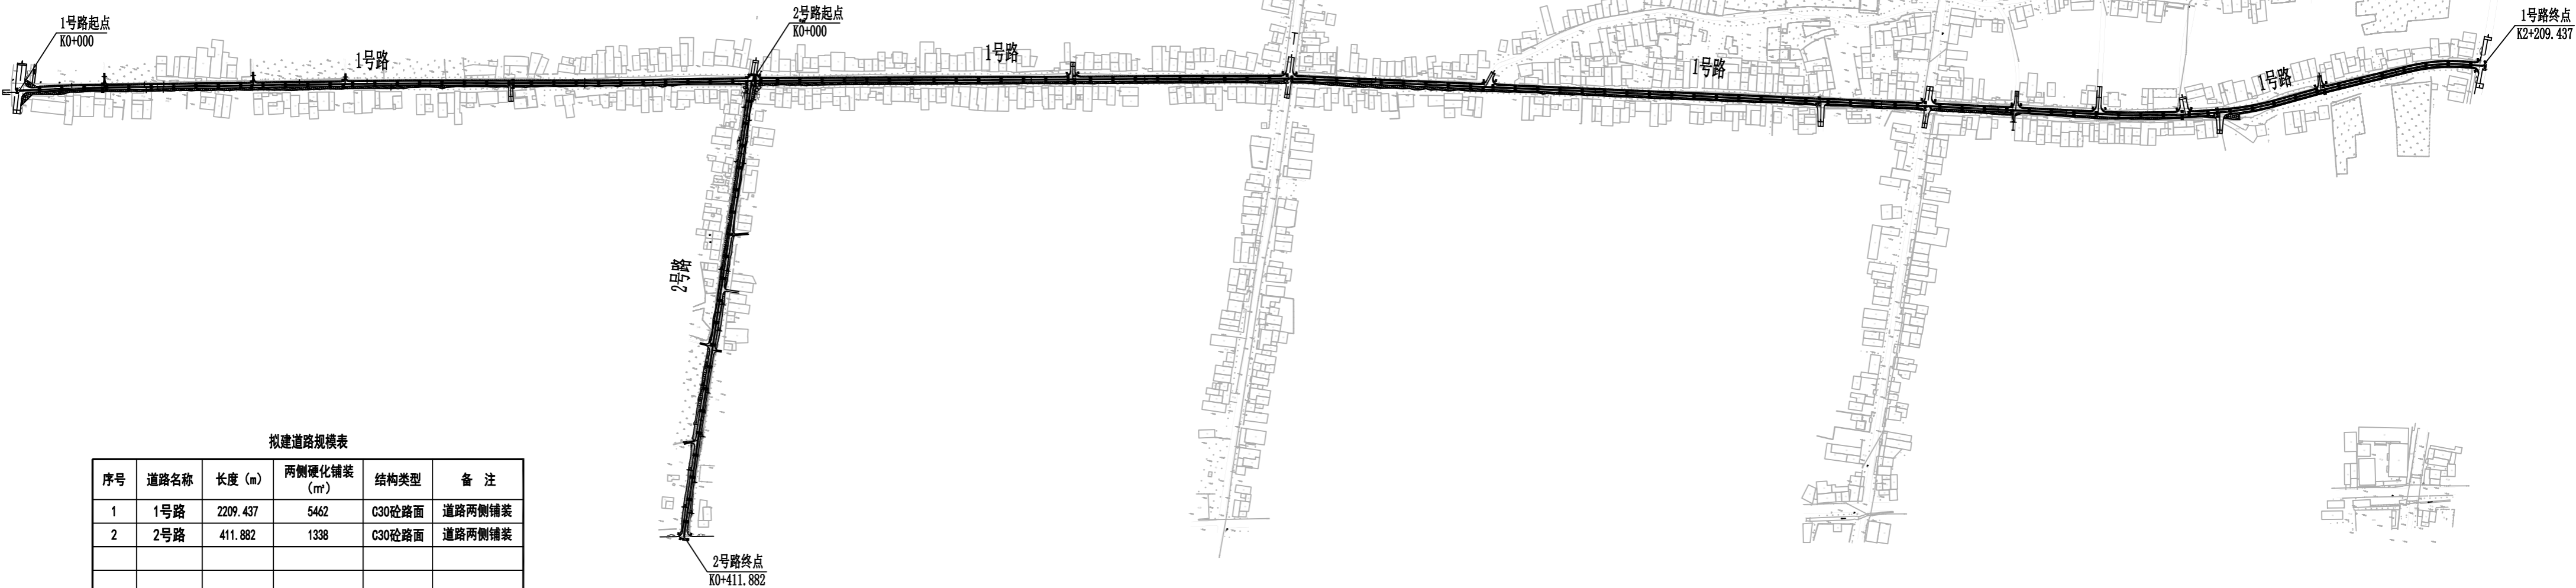 1号路起点
K0+000
2号路起点
K0+000
1号路终点
K2+209.437
1号路
1号路
1号路
1号路
2号路
2号路终点
K0+411.882
拟建道路规模表
序号 道路名称 长度（m） 两侧硬化铺装（㎡） 结构类型 备 注
1 1号路 2209.437 5462 C30砼路面 道路两侧铺装
2 2号路 411.882 1338 C30砼路面 道路两侧铺装